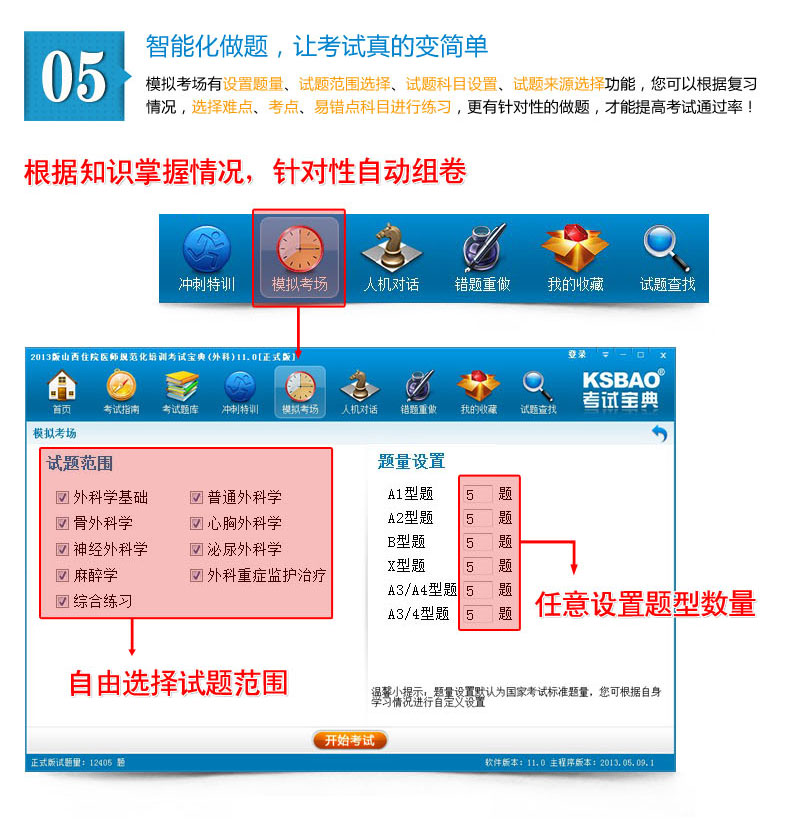 05
智能化做题，让考试真的变简单
模拟考场有设置题量、试题范围选择、试题科目设置、试题来源选择功能，您可以根据复习
情况，选择难点、考点、易错点科目进行练习，更有针对性的做题，才能提高考试通过率！
根据知识掌握情况，针对性自动组卷
冲刺特训 模拟考场 人机对话 错题重做 我的收藏 试题查找
2013版山西住院医师规范化培训考试宝典(外科)11.0[正式版] 登录
首页 考试指南 考试题库 冲刺特训 模拟考场 人机对话 错题重做 我的收藏 试题查找
KSBAO®
考试宝典
模拟考场
试题范围
外科学基础 普通外科学
骨外科学 心胸外科学
神经外科学 泌尿外科学
麻醉学 外科重症监护治疗
综合练习
题量设置
A1型题 5 题
A2型题 5 题
B型题 5 题
X型题 5 题
A3/A4型题 5 题
A3/4型题 5 题
任意设置题型数量
自由选择试题范围
温馨小提示：题量设置默认为国家考试标准题量，您可根据自身
学习情况进行自定义设置
开始考试
正式版试题量：12405 题 软件版本：11.0 主程序版本：2013.05.09.1